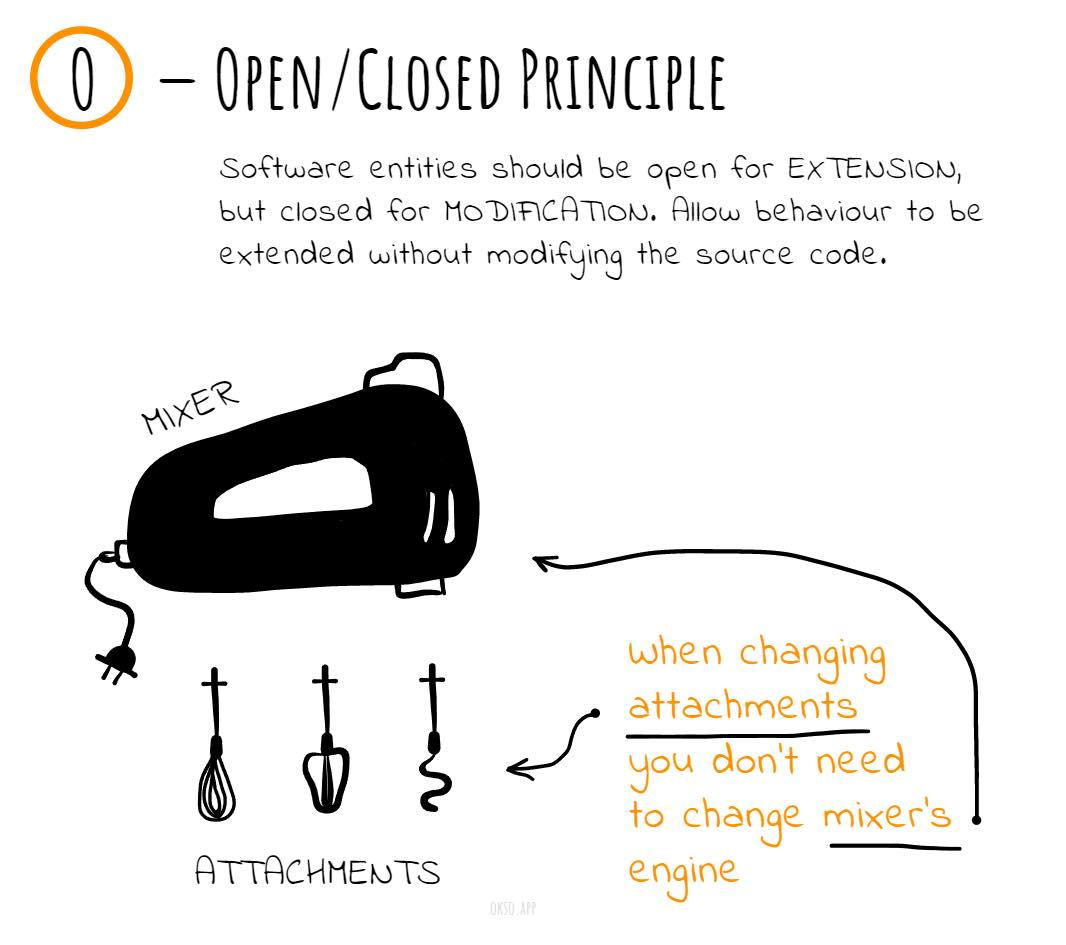 O – OPEN/CLOSED PRINCIPLE
Software entities should be open for EXTENSION,
but closed for MODIFICATION. Allow behaviour to be
extended without modifying the source code.
MIXER
when changing
attachments
you don't need
to change mixer's
engine
ATTACHMENTS
OKSO.APP